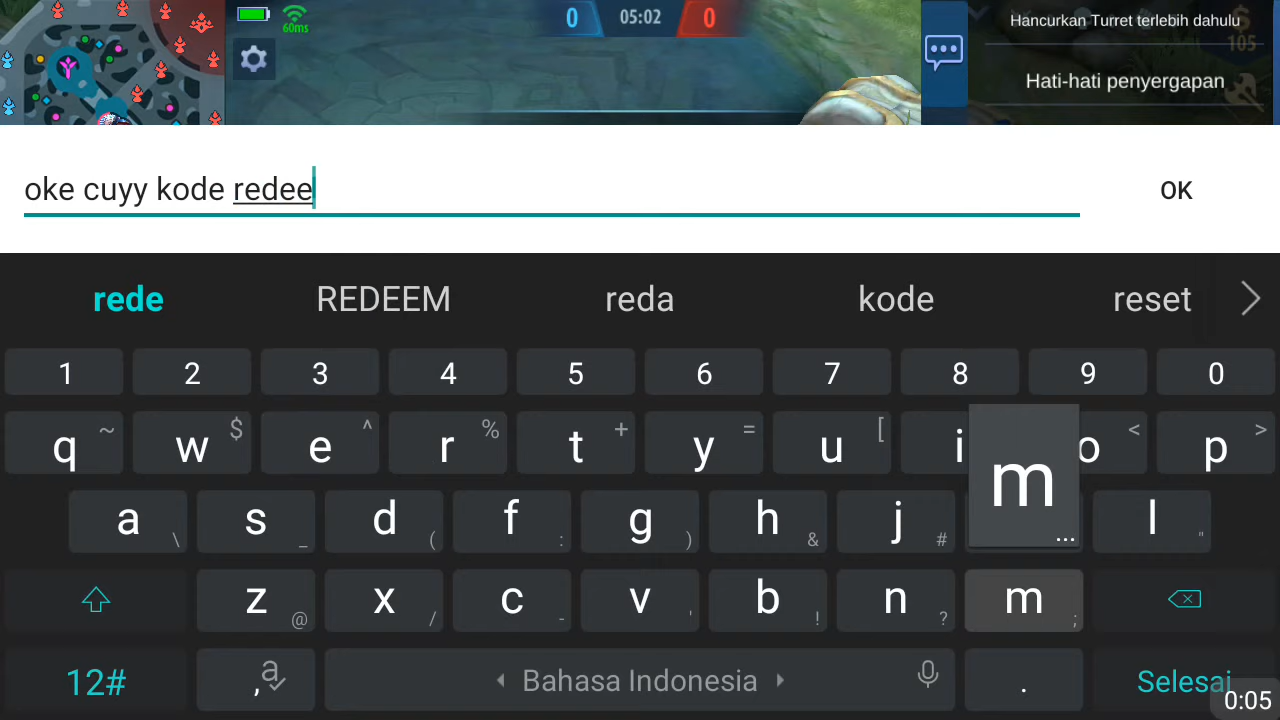 60ms
0 05:02 0
Hancurkan Turret terlebih dahulu
105
Hati-hati penyergapan
oke cuyy kode redee
OK
rede REDEEM reda kode reset
1 2 3 4 5 6 7 8 9 0
q ~ w $ e ^ r % t + y = u [ i o < p >
a \ s _ d ( f : g ) h & j # m ... l "
z @ x / c - v ' b ! n ? m ;
12# , a Bahasa Indonesia . Selesai
0:05